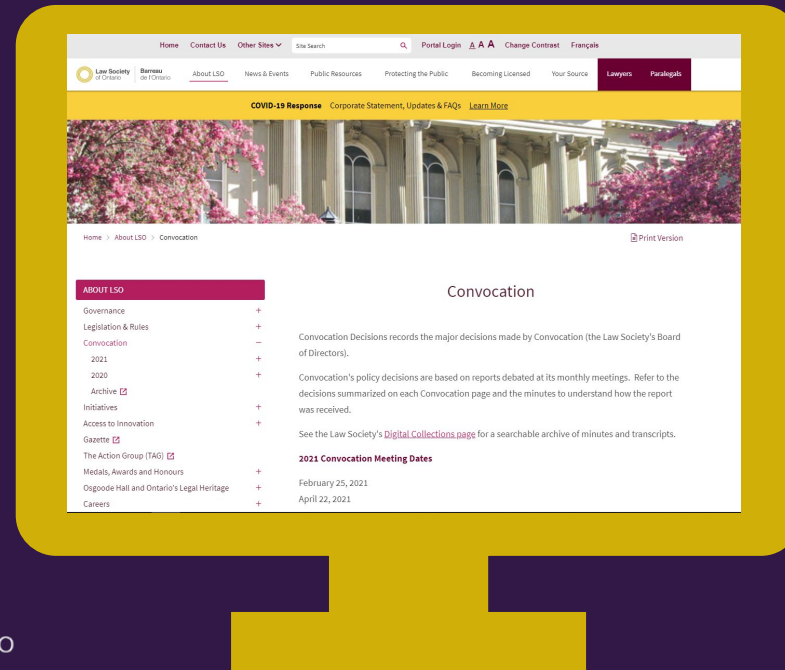 Home Contact Us Other Sites Site Search Portal Login A A A Change Contrast Français
Law Society of Ontario Barreau de l'Ontario About LSO News & Events Public Resources Protecting the Public Becoming Licensed Your Source Lawyers Paralegals
COVID-19 Response Corporate Statement, Updates & FAQs Learn More
Home > About LSO > Convocation Print Version
ABOUT LSO
Governance +
Legislation & Rules +
Convocation −
2021 +
2020 +
Archive
Initiatives +
Access to Innovation +
Gazette
The Action Group (TAG)
Medals, Awards and Honours +
Osgoode Hall and Ontario's Legal Heritage +
Careers +
Convocation
Convocation Decisions records the major decisions made by Convocation (the Law Society's Board
of Directors).
Convocation's policy decisions are based on reports debated at its monthly meetings. Refer to the
decisions summarized on each Convocation page and the minutes to understand how the report
was received.
See the Law Society's Digital Collections page for a searchable archive of minutes and transcripts.
2021 Convocation Meeting Dates
February 25, 2021
April 22, 2021